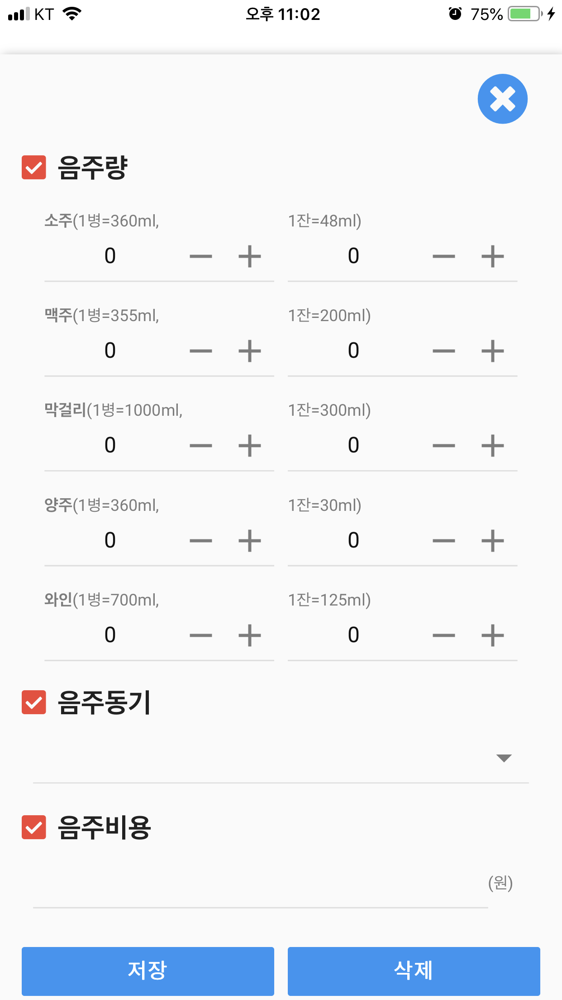 KT 오후 11:02 75%
음주량
소주(1병=360ml, 1잔=48ml)
0 0
맥주(1병=355ml, 1잔=200ml)
0 0
막걸리(1병=1000ml, 1잔=300ml)
0 0
양주(1병=360ml, 1잔=30ml)
0 0
와인(1병=700ml, 1잔=125ml)
0 0
음주동기
음주비용
(원)
저장 삭제